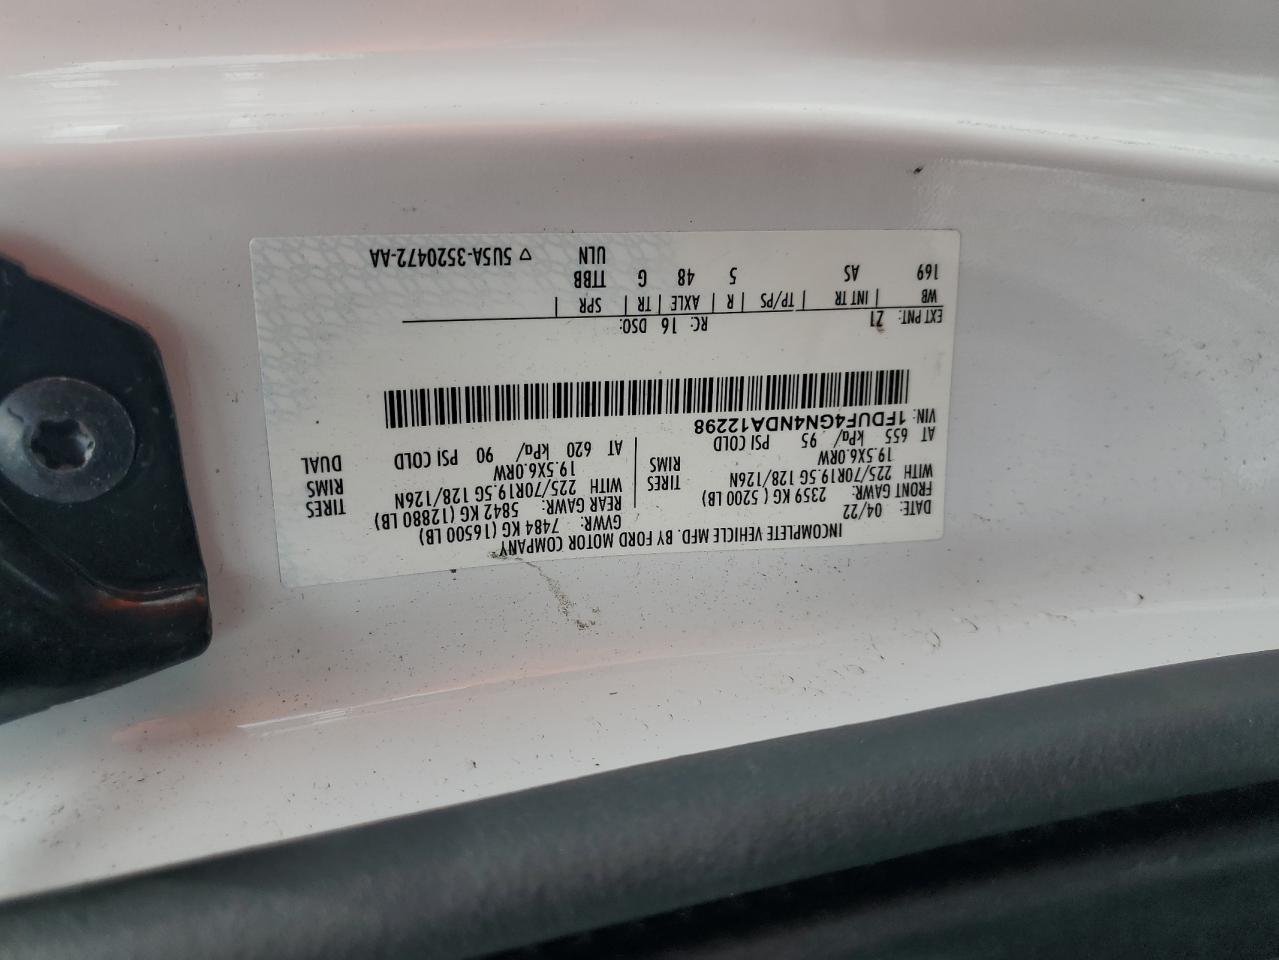 INCOMPLETE VEHICLE MFD. BY FORD MOTOR COMPANY
DATE: 04/22 GVWR: 7484 KG (16500 LB)
FRONT GAWR: 2359 KG (5200 LB) REAR GAWR: 5842 KG (12880 LB)
WITH 225/70R19.5G 128/126N TIRES WITH 225/70R19.5G 128/126N TIRES
19.5X6.0RW RIMS 19.5X6.0RW RIMS
AT 655 kPa/ 95 PSI COLD AT 620 kPa/ 90 PSI COLD DUAL
VIN: 1FDUF4GN4NDA12298
EXT PNT: Z1 RC: 16 DSO:
WB | INT TR | TP/PS | R | AXLE | TR | SPR |
169 AS 5 48 G TTBB
ULN ▽ 5U5A-3520472-AA